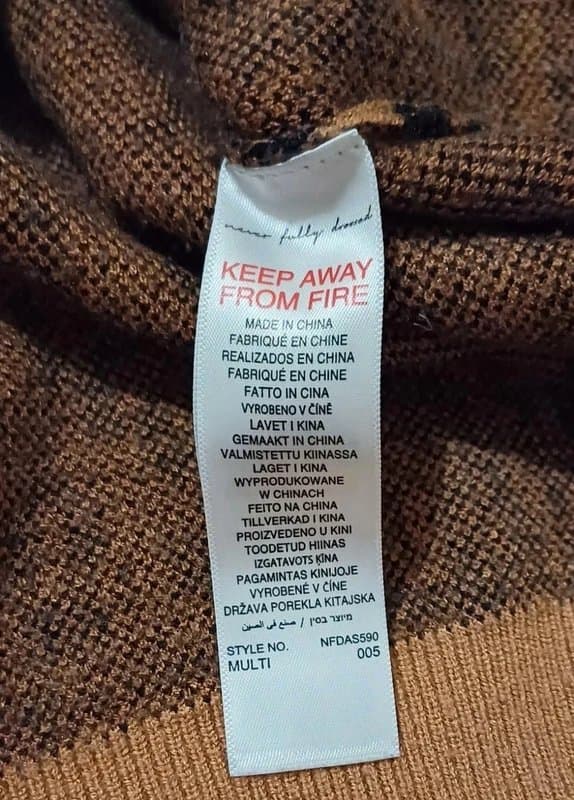 never fully dressed
KEEP AWAY
FROM FIRE
MADE IN CHINA
FABRIQUÉ EN CHINE
REALIZADOS EN CHINA
FABRIQUÉ EN CHINE
FATTO IN CINA
VYROBENO V ČÍNĚ
LAVET I KINA
GEMAAKT IN CHINA
VALMISTETTU KIINASSA
LAGET I KINA
WYPRODUKOWANE
W CHINACH
FEITO NA CHINA
TILLVERKAD I KINA
PROIZVEDENO U KINI
TOODETUD HIINAS
IZGATAVOTS ĶĪNA
PAGAMINTAS KINIJOJE
VYROBENÉ V ČÍNE
DRŽAVA POREKLA KITAJSKA
מיוצר בסין / صنع في الصين
STYLE NO. NFDAS590
MULTI 005